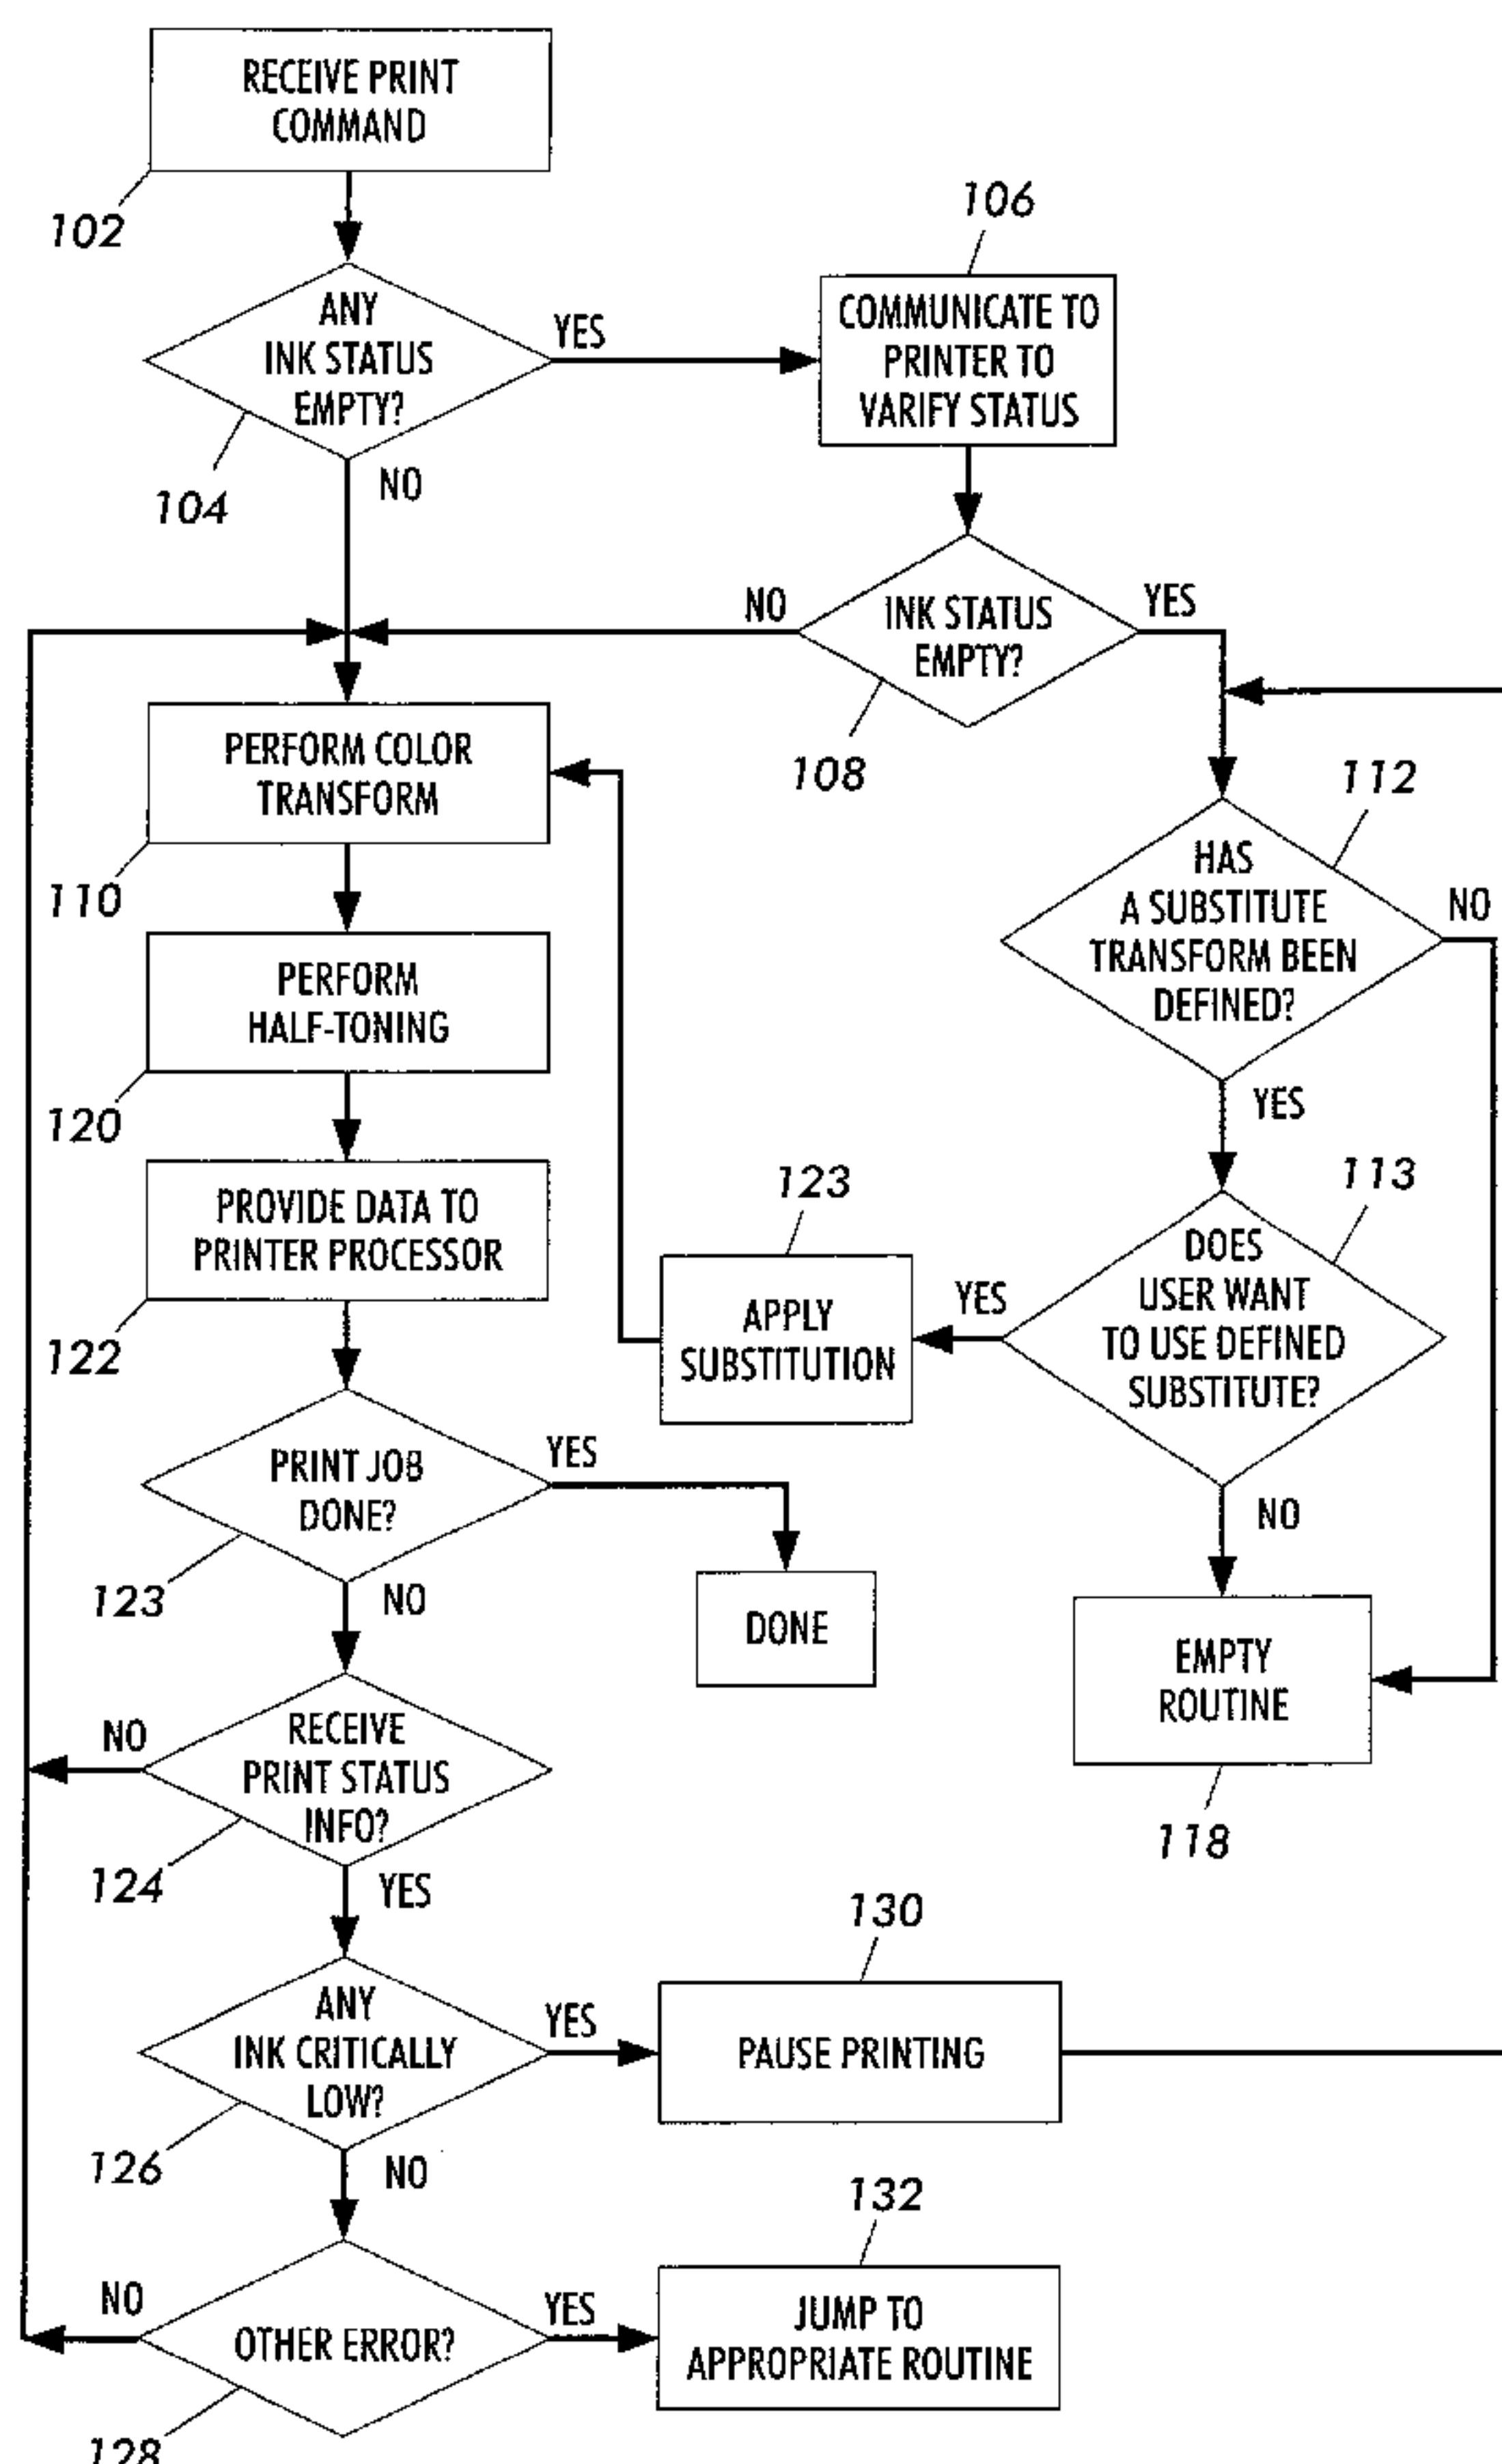 RECEIVE PRINT
COMMAND
102
106
ANY
INK STATUS
EMPTY?
YES
NO
104
COMMUNICATE TO
PRINTER TO
VARIFY STATUS
NO
INK STATUS
EMPTY?
YES
108
PERFORM COLOR
TRANSFORM
110
112
HAS
A SUBSTITUTE
TRANSFORM BEEN
DEFINED?
NO
YES
PERFORM
HALF-TONING
120
PROVIDE DATA TO
PRINTER PROCESSOR
122
123
APPLY
SUBSTITUTION
YES
113
DOES
USER WANT
TO USE DEFINED
SUBSTITUTE?
NO
PRINT JOB
DONE?
YES
NO
123
DONE
EMPTY
ROUTINE
118
NO
RECEIVE
PRINT STATUS
INFO?
124
YES
130
ANY
INK CRITICALLY
LOW?
YES
PAUSE PRINTING
126
NO
132
NO
OTHER ERROR?
YES
JUMP TO
APPROPRIATE ROUTINE
128